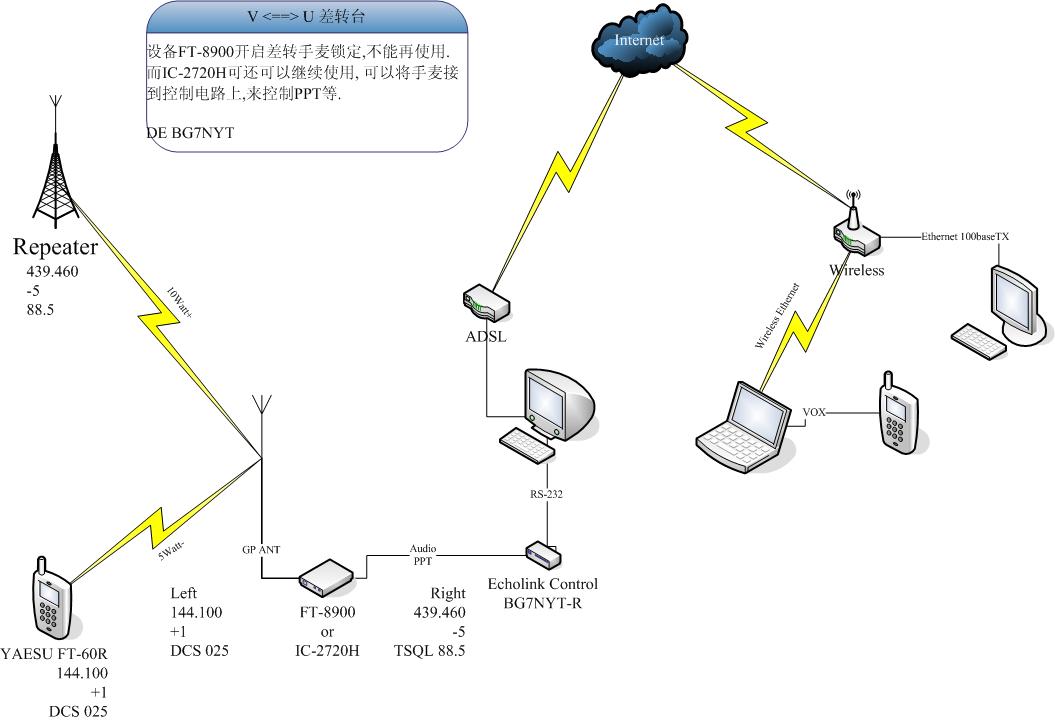 V <==> U 差转台
设备FT-8900开启差转手麦锁定,不能再使用.
而IC-2720H可还可以继续使用, 可以将手麦接
到控制电路上,来控制PPT等.
DE BG7NYT
Internet
Repeater
439.460
-5
88.5
10Watt+
ADSL
Wireless
Ethernet 100baseTX
Wireless Ethernet
VOX
RS-232
GP ANT
5Watt-
Audio
PPT
Echolink Control
BG7NYT-R
Left
144.100
+1
DCS 025
FT-8900
or
IC-2720H
Right
439.460
-5
TSQL 88.5
YAESU FT-60R
144.100
+1
DCS 025